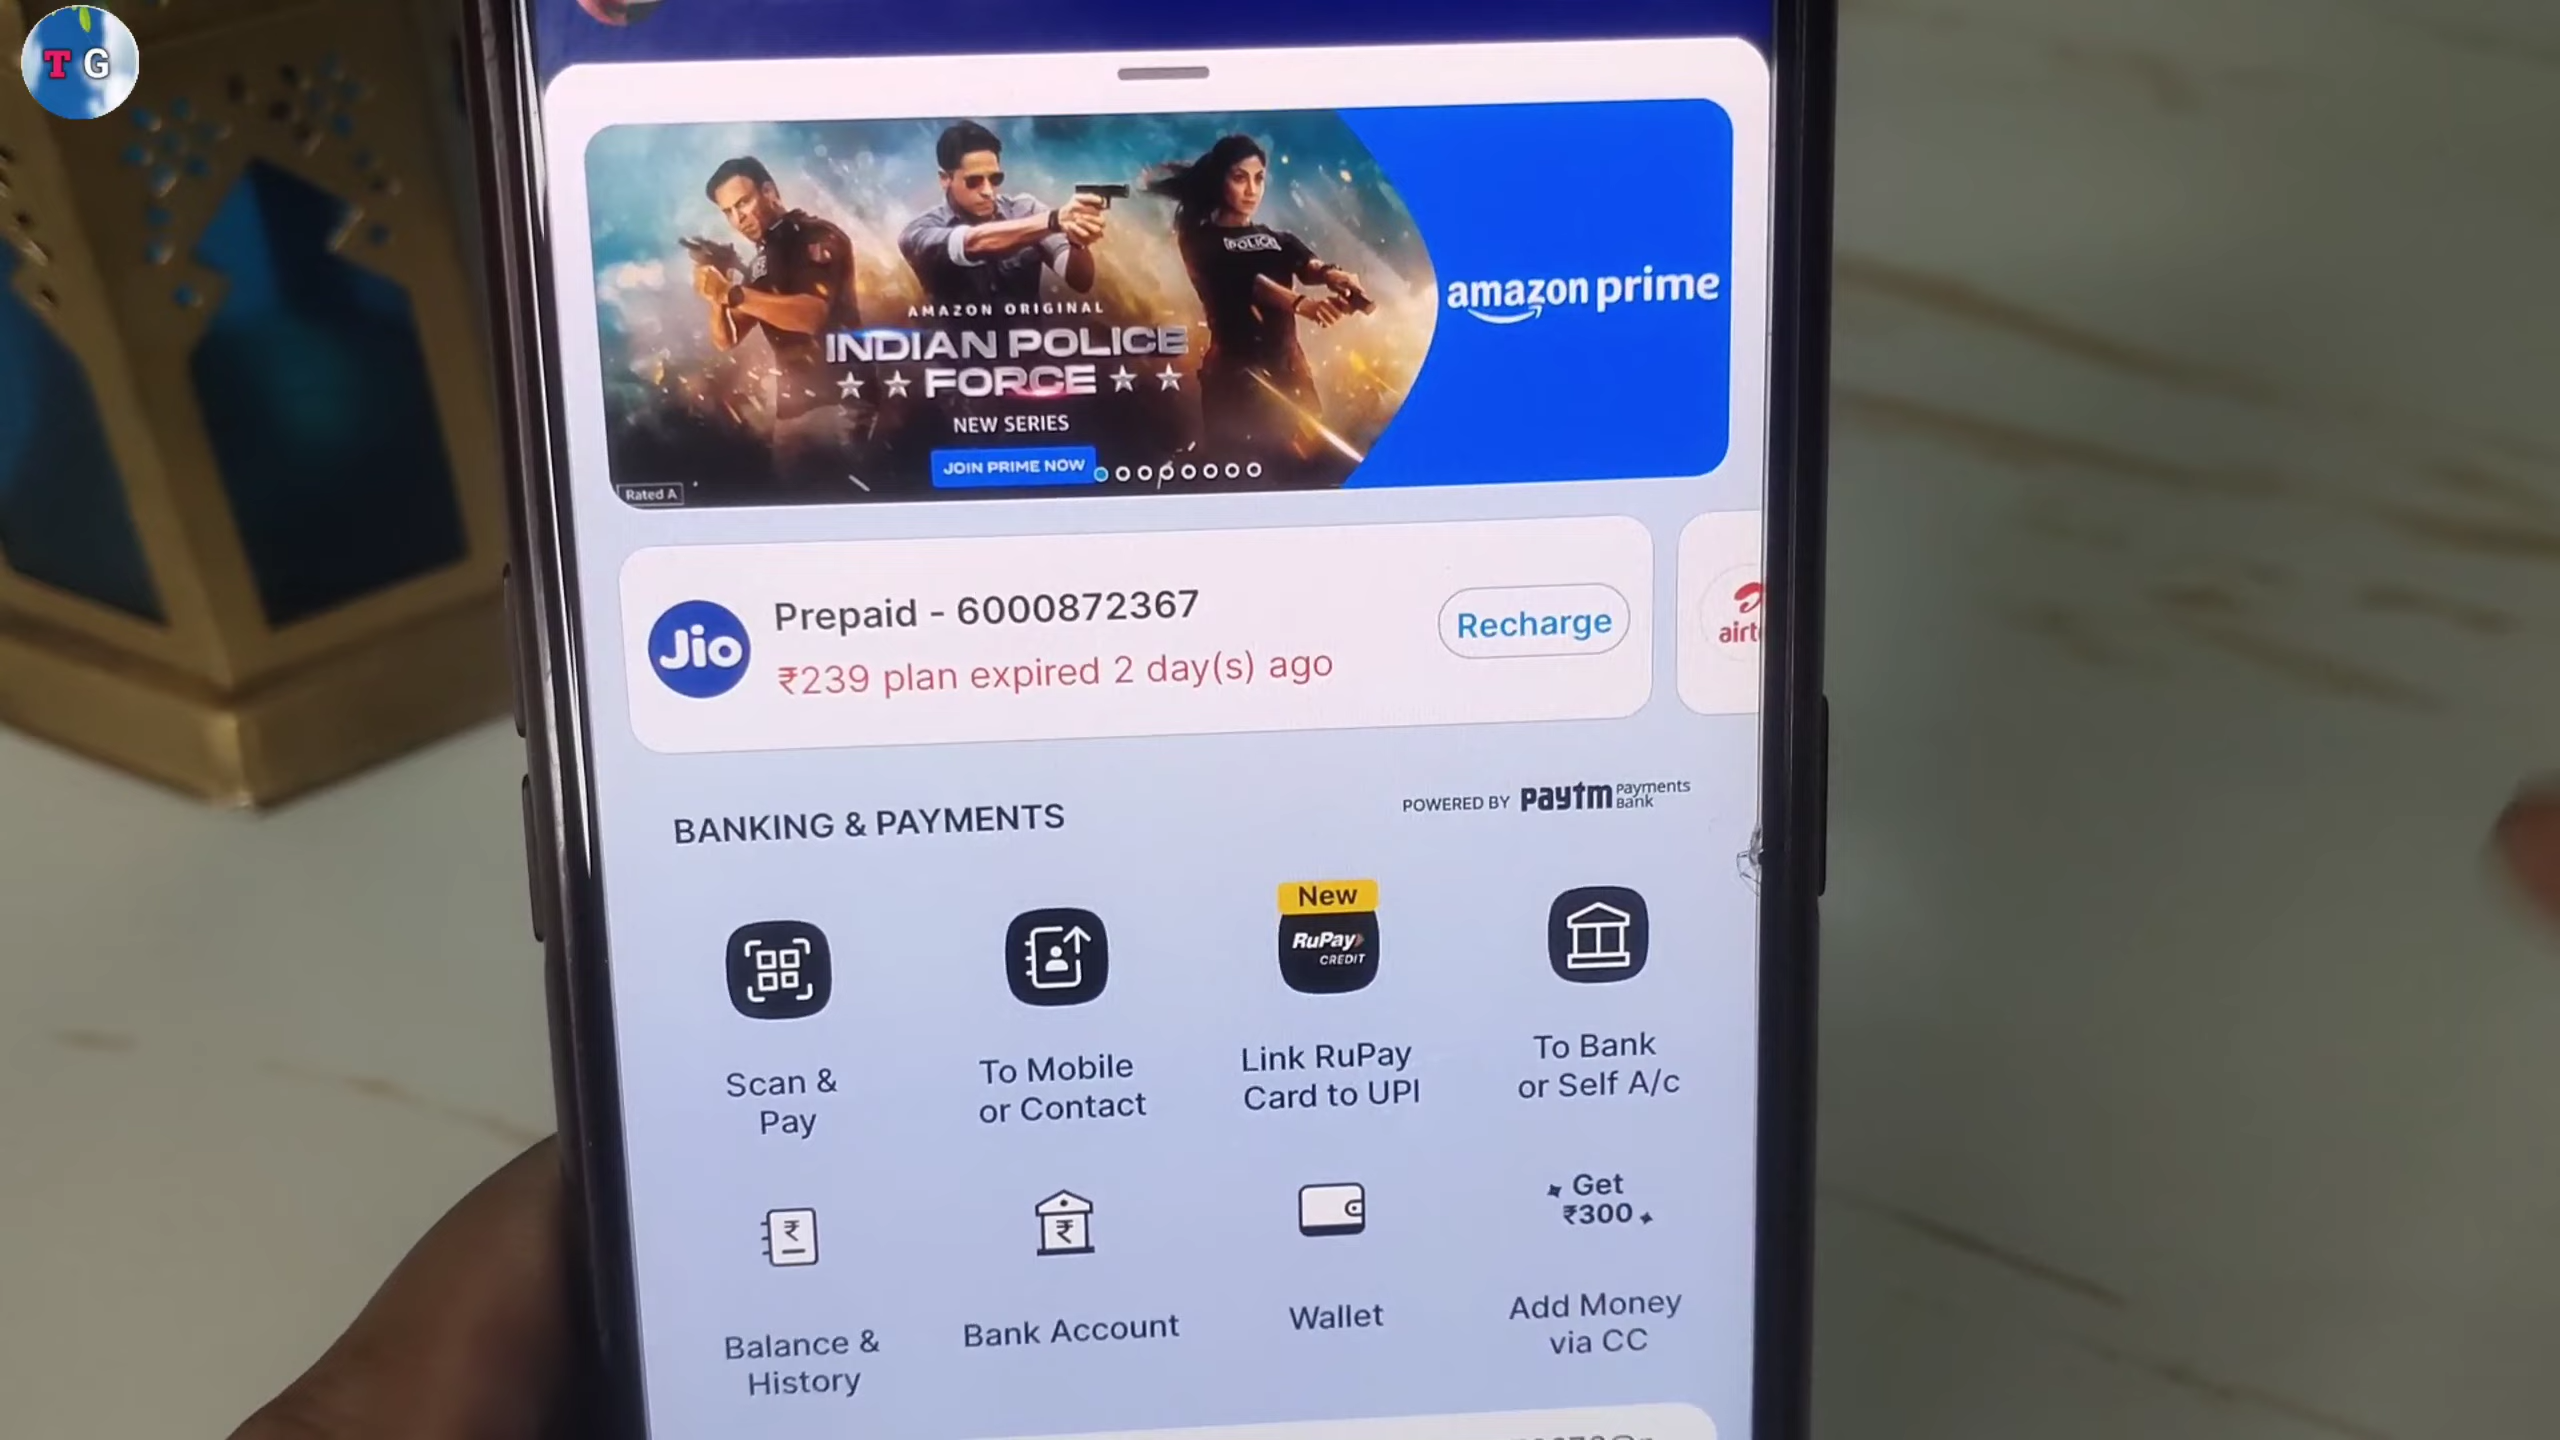 T G
AMAZON ORIGINAL
INDIAN POLICE
FORCE
NEW SERIES
JOIN PRIME NOW
Rated A
POLICE
amazon prime
Jio
Prepaid - 6000872367
₹239 plan expired 2 day(s) ago
Recharge
BANKING & PAYMENTS
POWERED BY paytm Payments Bank
New
RuPay
CREDIT
Scan &
Pay
To Mobile
or Contact
Link RuPay
Card to UPI
To Bank
or Self A/c
Get
₹300
Balance &
History
Bank Account
Wallet
Add Money
via CC